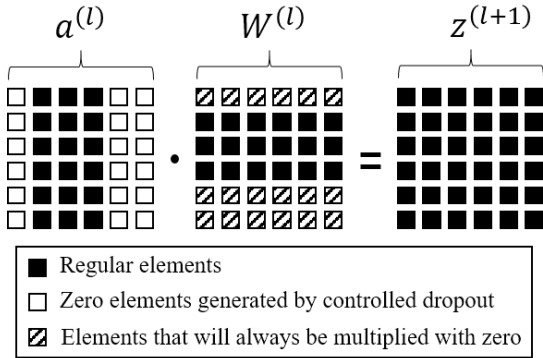 a^{(l)} W^{(l)} z^{(l+1)}
· =
Regular elements
Zero elements generated by controlled dropout
Elements that will always be multiplied with zero